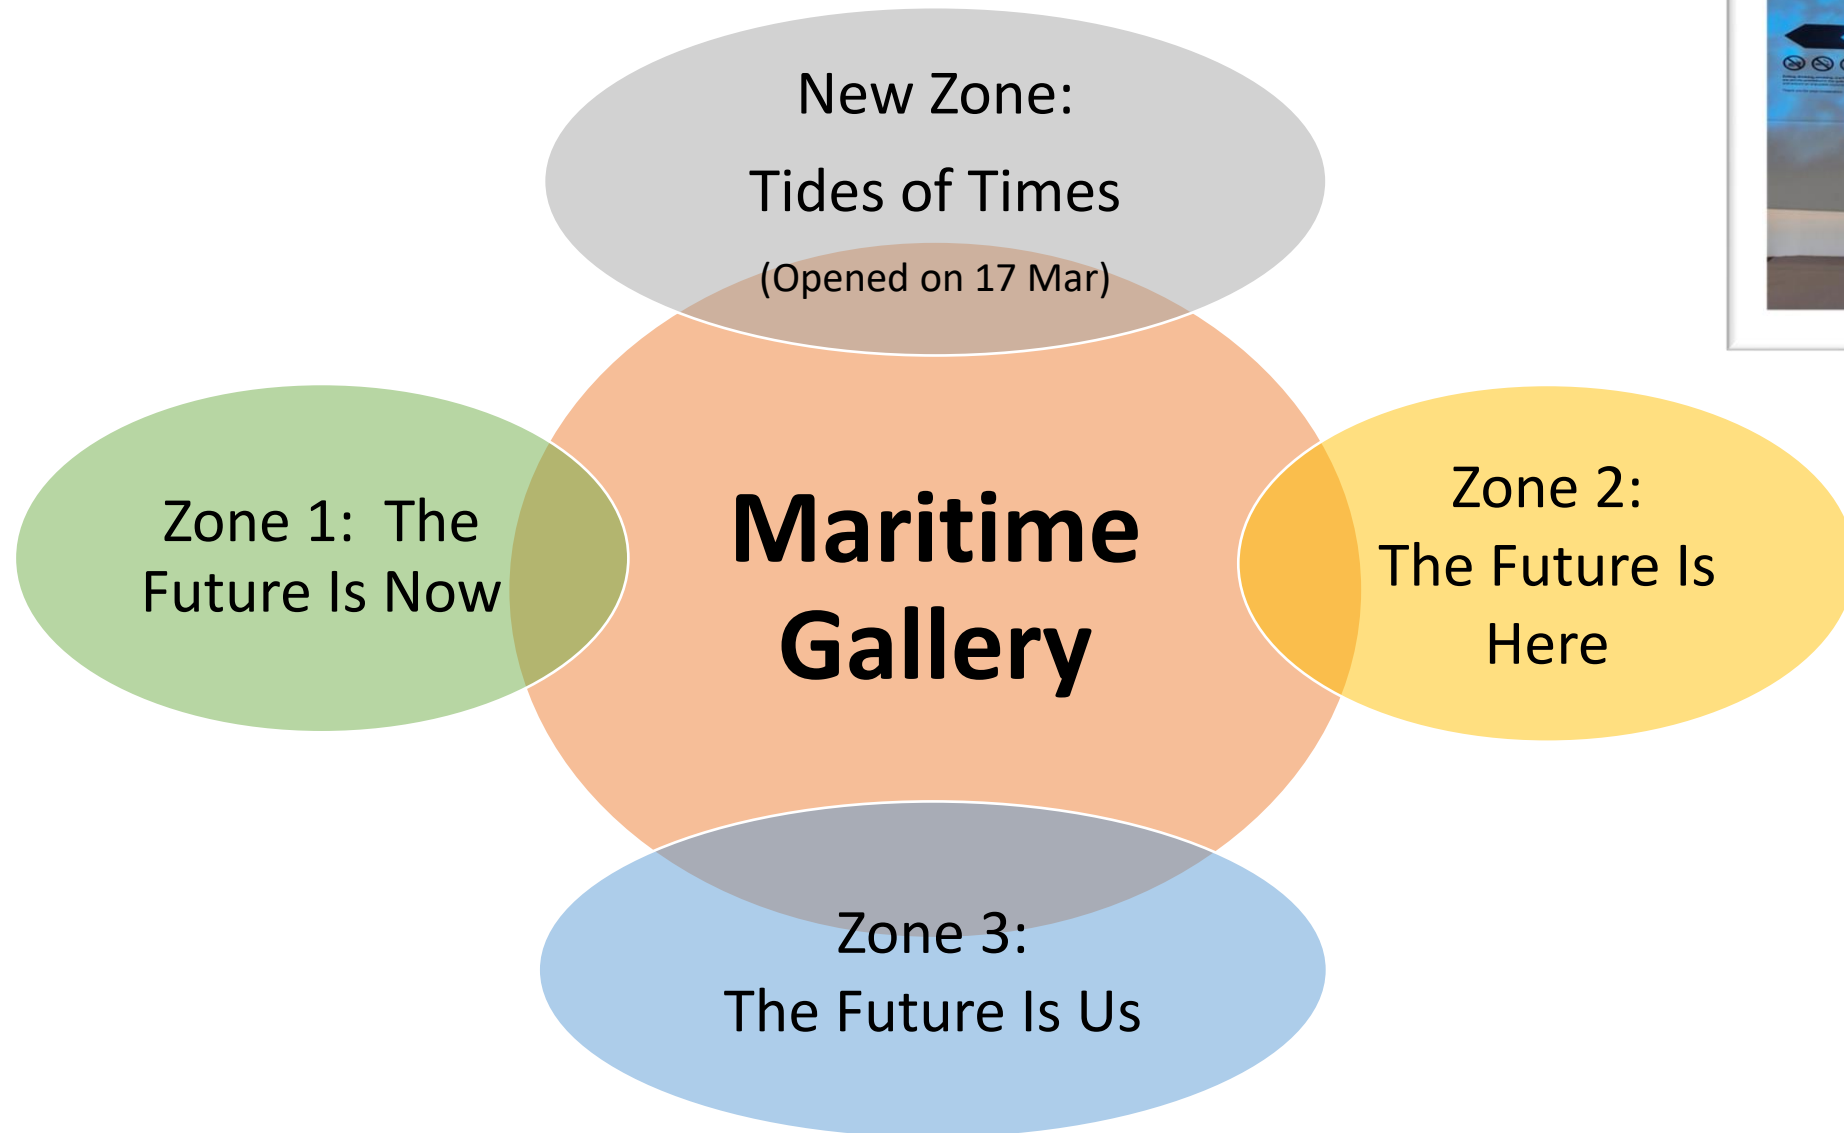 New Zone:
Tides of Times
(Opened on 17 Mar)
Zone 1:  The
Future Is Now
Maritime
Gallery
Zone 2:
The Future Is
Here
Zone 3:
The Future Is Us